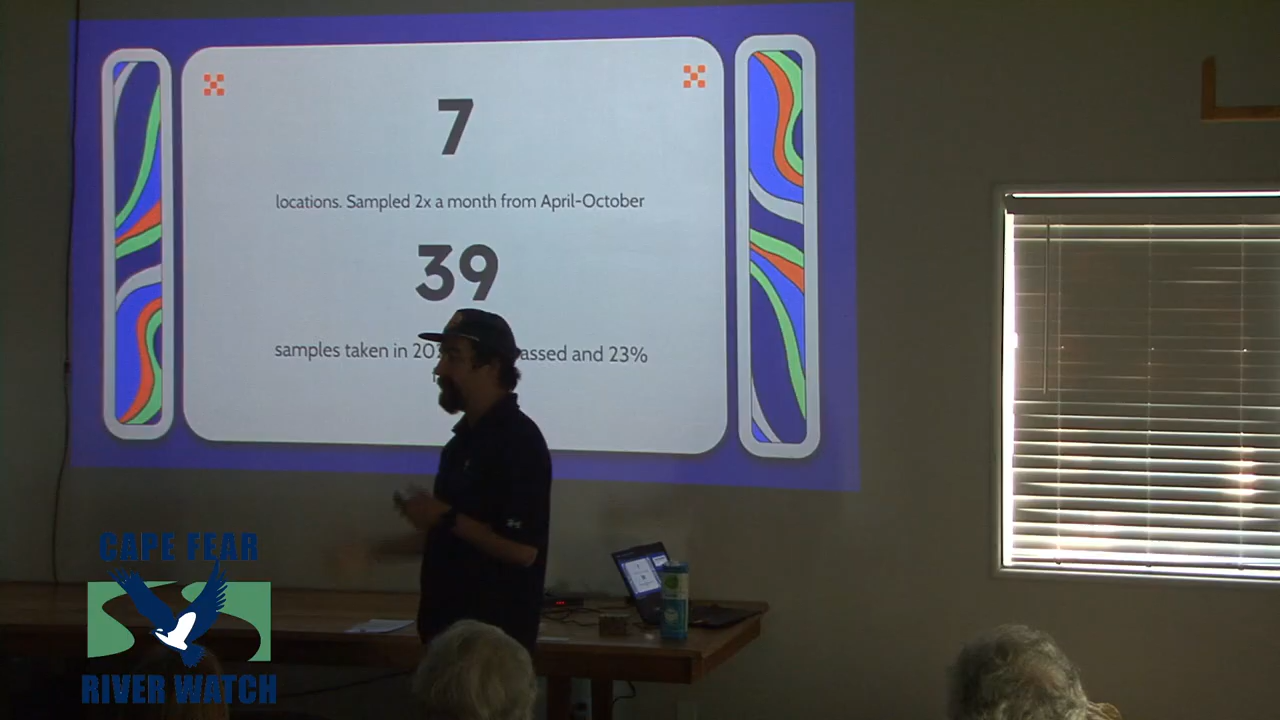 7
locations. Sampled 2x a month from April-October
39
samples taken in 20 assed and 23%
CAPE FEAR
RIVER WATCH